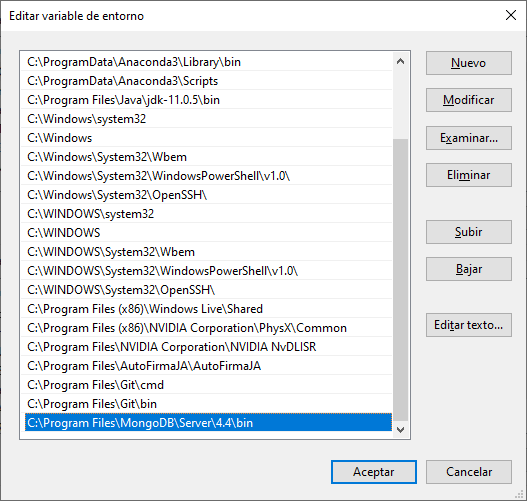 Editar variable de entorno
C:\ProgramData\Anaconda3\Library\bin
C:\ProgramData\Anaconda3\Scripts
C:\Program Files\Java\jdk-11.0.5\bin
C:\Windows\system32
C:\Windows
C:\Windows\System32\Wbem
C:\Windows\System32\WindowsPowerShell\v1.0\
C:\Windows\System32\OpenSSH\
C:\WINDOWS\system32
C:\WINDOWS
C:\WINDOWS\System32\Wbem
C:\WINDOWS\System32\WindowsPowerShell\v1.0\
C:\WINDOWS\System32\OpenSSH\
C:\Program Files (x86)\Windows Live\Shared
C:\Program Files (x86)\NVIDIA Corporation\PhysX\Common
C:\Program Files\NVIDIA Corporation\NVIDIA NvDLISR
C:\Program Files\AutoFirmaJA\AutoFirmaJA
C:\Program Files\Git\cmd
C:\Program Files\Git\bin
C:\Program Files\MongoDB\Server\4.4\bin
Nuevo
Modificar
Examinar...
Eliminar
Subir
Bajar
Editar texto...
Aceptar
Cancelar